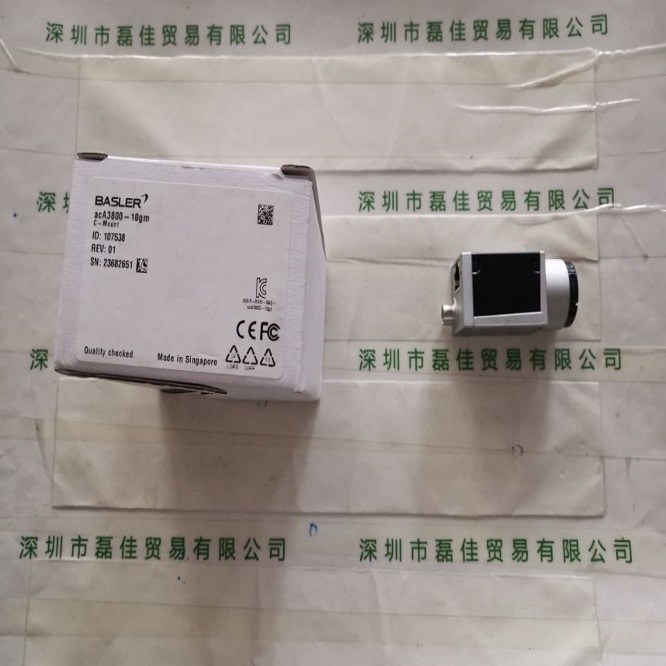 深圳市磊佳贸易有限公司
深圳市磊佳贸易有限公司
深圳市磊佳贸易有限公司
BASLER
acA3800-10gm
C-Mount
ID: 107538
REV: 01
SN: 23682651
CE FC
Quality checked.
Made in Singapore
深圳
深圳市磊佳贸易有限公司
深圳市磊佳贸易有限公司
深圳市磊佳贸易有限公司